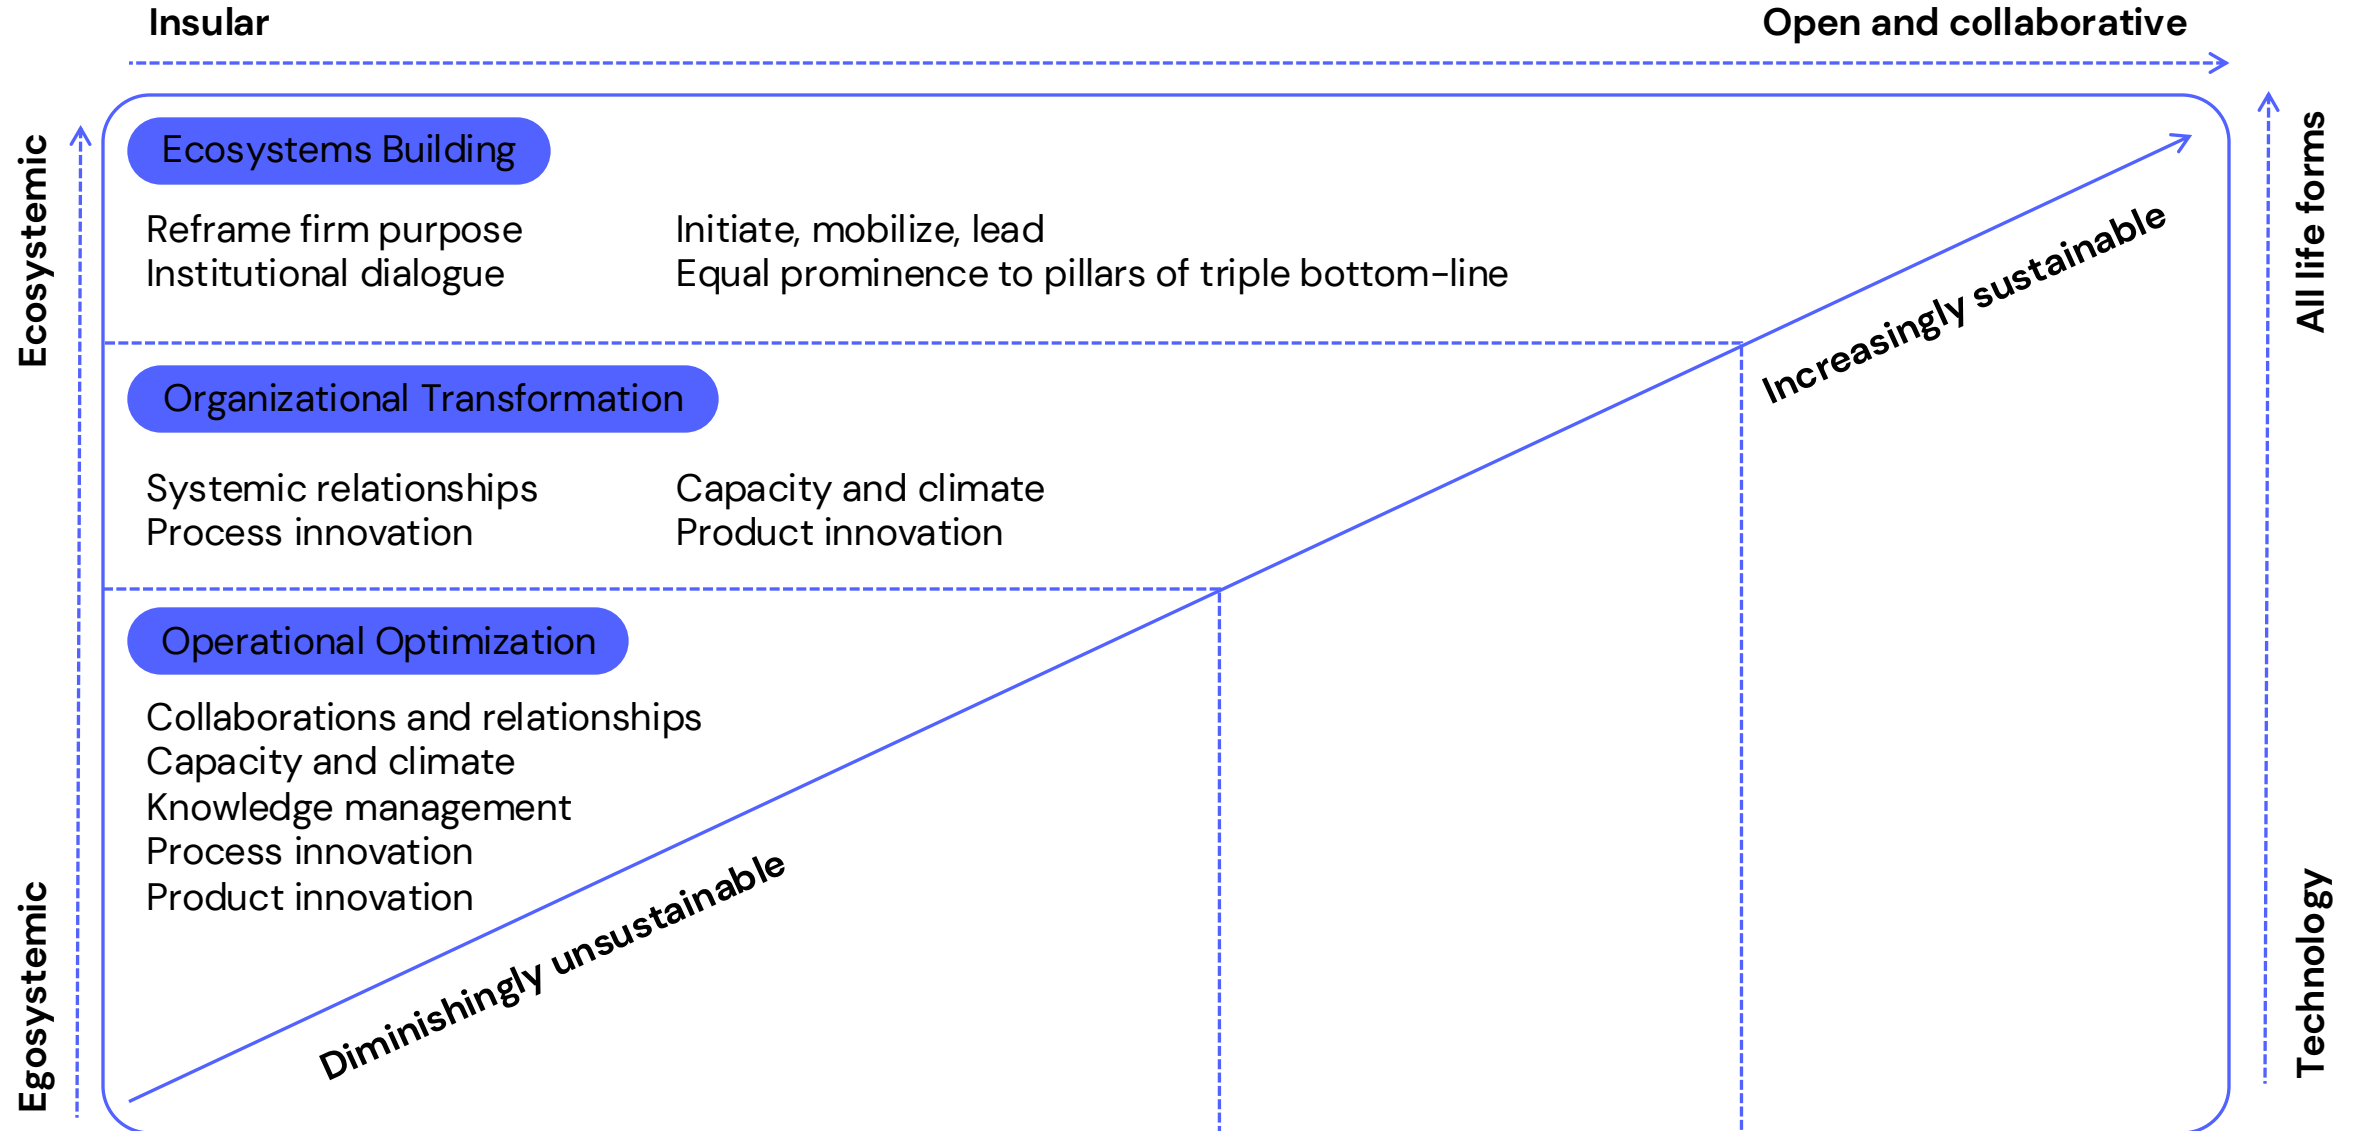 Insular
Open and collaborative
Ecosystemic
Egosystemic
Ecosystems Building
Reframe firm purpose
Institutional dialogue
Initiate, mobilize, lead
Equal prominence to pillars of triple bottom-line
Organizational Transformation
Systemic relationships
Process innovation
Capacity and climate
Product innovation
Operational Optimization
Collaborations and relationships
Capacity and climate
Knowledge management
Process innovation
Product innovation
Diminishingly unsustainable
Increasingly sustainable
All life forms
Technology